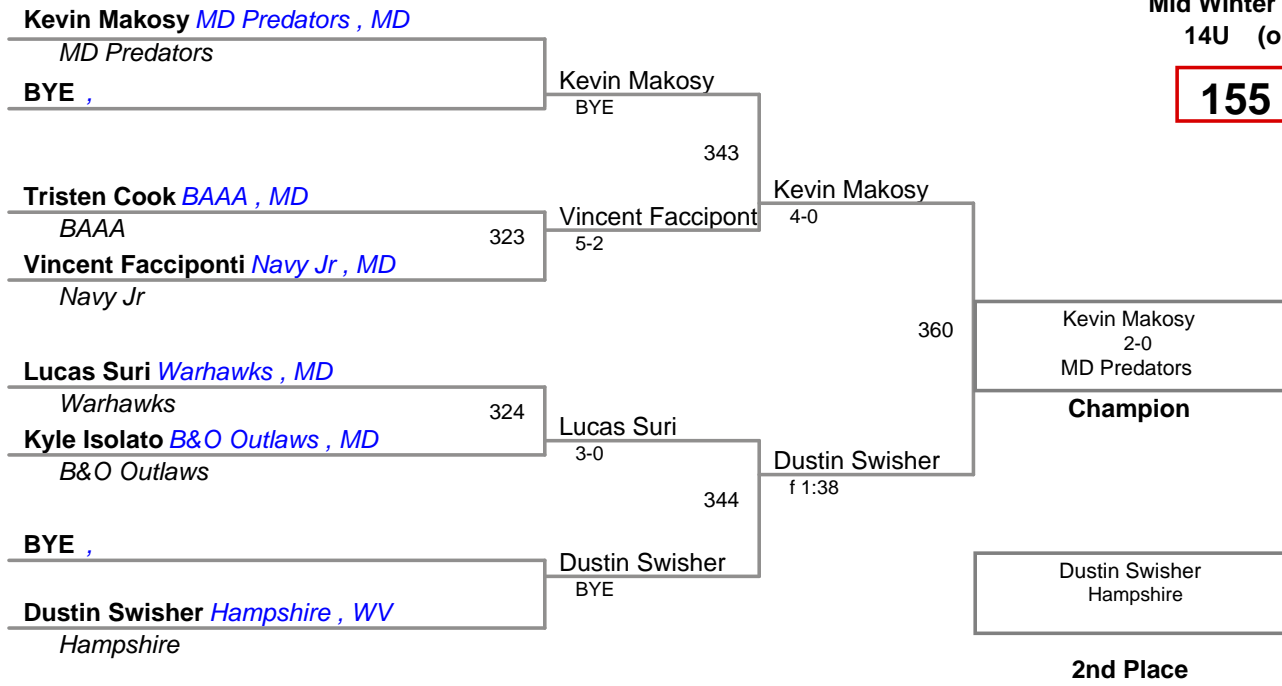 Kevin Makosy MD Predators , MD
MD Predators
BYE ,
Mid Winter
14U (o
155
Kevin Makosy
BYE
343
Tristen Cook BAAA , MD
BAAA
323
Vincent Facciponti Navy Jr , MD
Navy Jr
Vincent Faccipont
5-2
Kevin Makosy
4-0
Lucas Suri Warhawks , MD
Warhawks
324
Kyle Isolato B&O Outlaws , MD
B&O Outlaws
Lucas Suri
3-0
344
BYE ,
Dustin Swisher Hampshire , WV
Hampshire
Dustin Swisher
BYE
Dustin Swisher
f 1:38
360
Kevin Makosy
2-0
MD Predators
Champion
Dustin Swisher
Hampshire
2nd Place